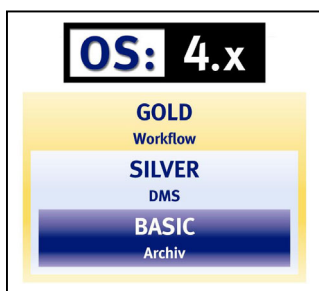 OS: 4.x
GOLD
Workflow
SILVER
DMS
BASIC
Archiv